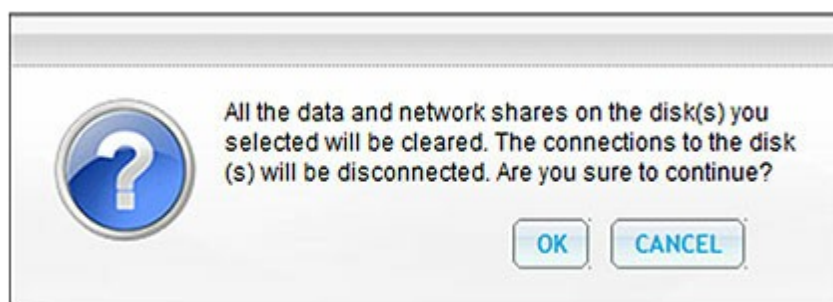 All the data and network shares on the disk(s) you
selected will be cleared. The connections to the disk
(s) will be disconnected. Are you sure to continue?
OK CANCEL